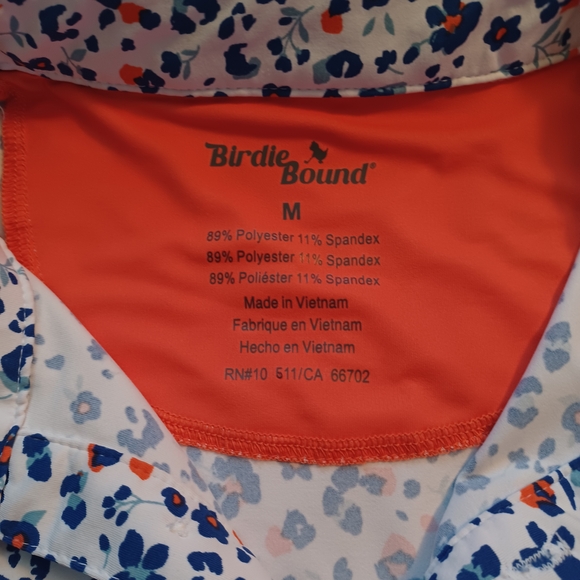 Birdie
Bound®
M
89% Polyester 11% Spandex
89% Polyester 11% Spandex
89% Poliéster 11% Spandex
Made in Vietnam
Fabrique en Vietnam
Hecho en Vietnam
RN#10 511/CA 66702